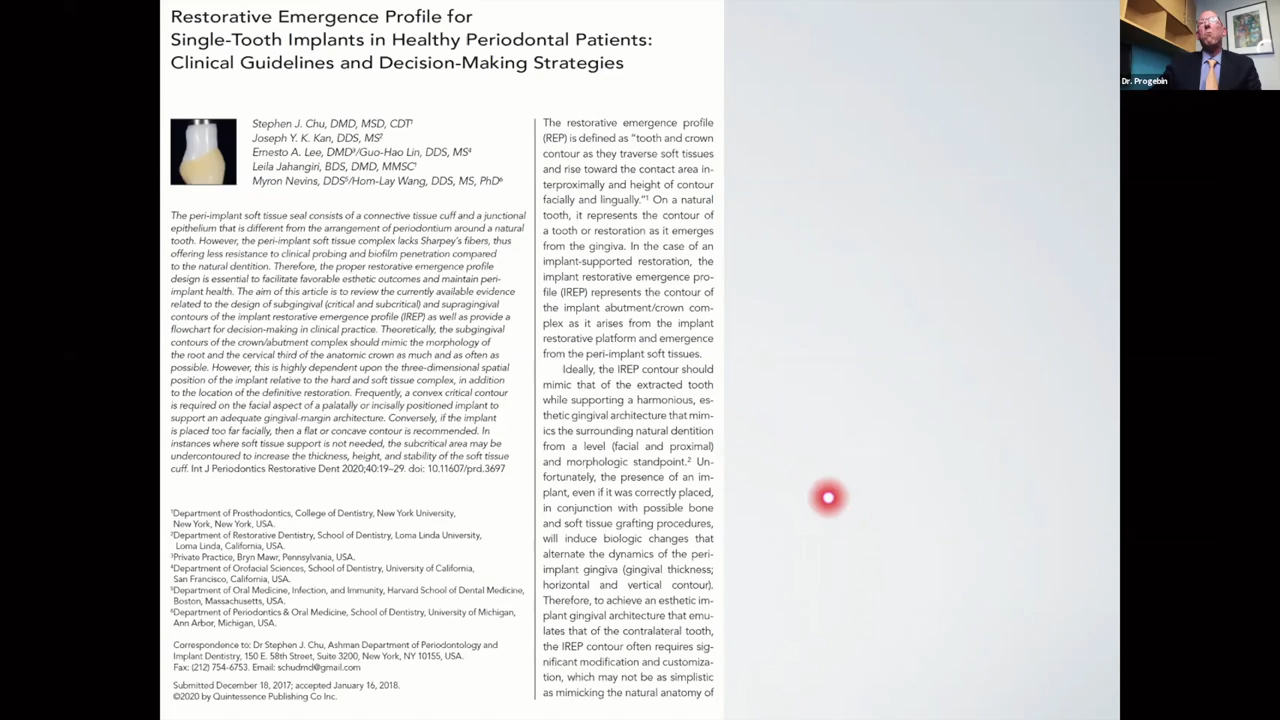 Restorative Emergence Profile for
Single-Tooth Implants in Healthy Periodontal Patients:
Clinical Guidelines and Decision-Making Strategies
Dr. Progebin
Stephen J. Chu, DMD, MSD, CDT¹
Joseph Y. K. Kan, DDS, MS²
Ernesto A. Lee, DMD³/Guo-Hao Lin, DDS, MS⁴
Leila Jahangiri, BDS, DMD, MMSC¹
Myron Nevins, DDS⁵/Hom-Lay Wang, DDS, MS, PhD⁶
The peri-implant soft tissue seal consists of a connective tissue cuff and a junctional
epithelium that is different from the arrangement of periodontium around a natural
tooth. However, the peri-implant soft tissue complex lacks Sharpey's fibers, thus
offering less resistance to clinical probing and biofilm penetration compared
to the natural dentition. Therefore, the proper restorative emergence profile
design is essential to facilitate favorable esthetic outcomes and maintain peri-
implant health. The aim of this article is to review the currently available evidence
related to the design of subgingival (critical and subcritical) and supragingival
contours of the implant restorative emergence profile (IREP) as well as provide a
flowchart for decision-making in clinical practice. Theoretically, the subgingival
contours of the crown/abutment complex should mimic the morphology of
the root and the cervical third of the anatomic crown as much and as often as
possible. However, this is highly dependent upon the three-dimensional spatial
position of the implant relative to the hard and soft tissue complex, in addition
to the location of the definitive restoration. Frequently, a convex critical contour
is required on the facial aspect of a palatally or incisally positioned implant to
support an adequate gingival-margin architecture. Conversely, if the implant
is placed too far facially, then a flat or concave contour is recommended. In
instances where soft tissue support is not needed, the subcritical area may be
undercontoured to increase the thickness, height, and stability of the soft tissue
cuff. Int J Periodontics Restorative Dent 2020;40:19–29. doi: 10.11607/prd.3697
¹Department of Prosthodontics, College of Dentistry, New York University,
New York, New York, USA.
²Department of Restorative Dentistry, School of Dentistry, Loma Linda University,
Loma Linda, California, USA.
³Private Practice, Bryn Mawr, Pennsylvania, USA.
⁴Department of Orofacial Sciences, School of Dentistry, University of California,
San Francisco, California, USA.
⁵Department of Oral Medicine, Infection, and Immunity, Harvard School of Dental Medicine,
Boston, Massachusetts, USA.
⁶Department of Periodontics & Oral Medicine, School of Dentistry, University of Michigan,
Ann Arbor, Michigan, USA.
Correspondence to: Dr Stephen J. Chu, Ashman Department of Periodontology and
Implant Dentistry, 150 E. 58th Street, Suite 3200, New York, NY 10155, USA.
Fax: (212) 754-6753. Email: schudmd@gmail.com
Submitted December 18, 2017; accepted January 16, 2018.
©2020 by Quintessence Publishing Co Inc.
The restorative emergence profile
(REP) is defined as "tooth and crown
contour as they traverse soft tissues
and rise toward the contact area in-
terproximally and height of contour
facially and lingually."¹ On a natural
tooth, it represents the contour of
a tooth or restoration as it emerges
from the gingiva. In the case of an
implant-supported restoration, the
implant restorative emergence pro-
file (IREP) represents the contour of
the implant abutment/crown com-
plex as it arises from the implant
restorative platform and emergence
from the peri-implant soft tissues.
Ideally, the IREP contour should
mimic that of the extracted tooth
while supporting a harmonious, es-
thetic gingival architecture that mim-
ics the surrounding natural dentition
from a level (facial and proximal)
and morphologic standpoint.² Un-
fortunately, the presence of an im-
plant, even if it was correctly placed,
in conjunction with possible bone
and soft tissue grafting procedures,
will induce biologic changes that
alternate the dynamics of the peri-
implant gingiva (gingival thickness;
horizontal and vertical contour).
Therefore, to achieve an esthetic im-
plant gingival architecture that emu-
lates that of the contralateral tooth,
the IREP contour often requires sig-
nificant modification and customiza-
tion, which may not be as simplistic
as mimicking the natural anatomy of